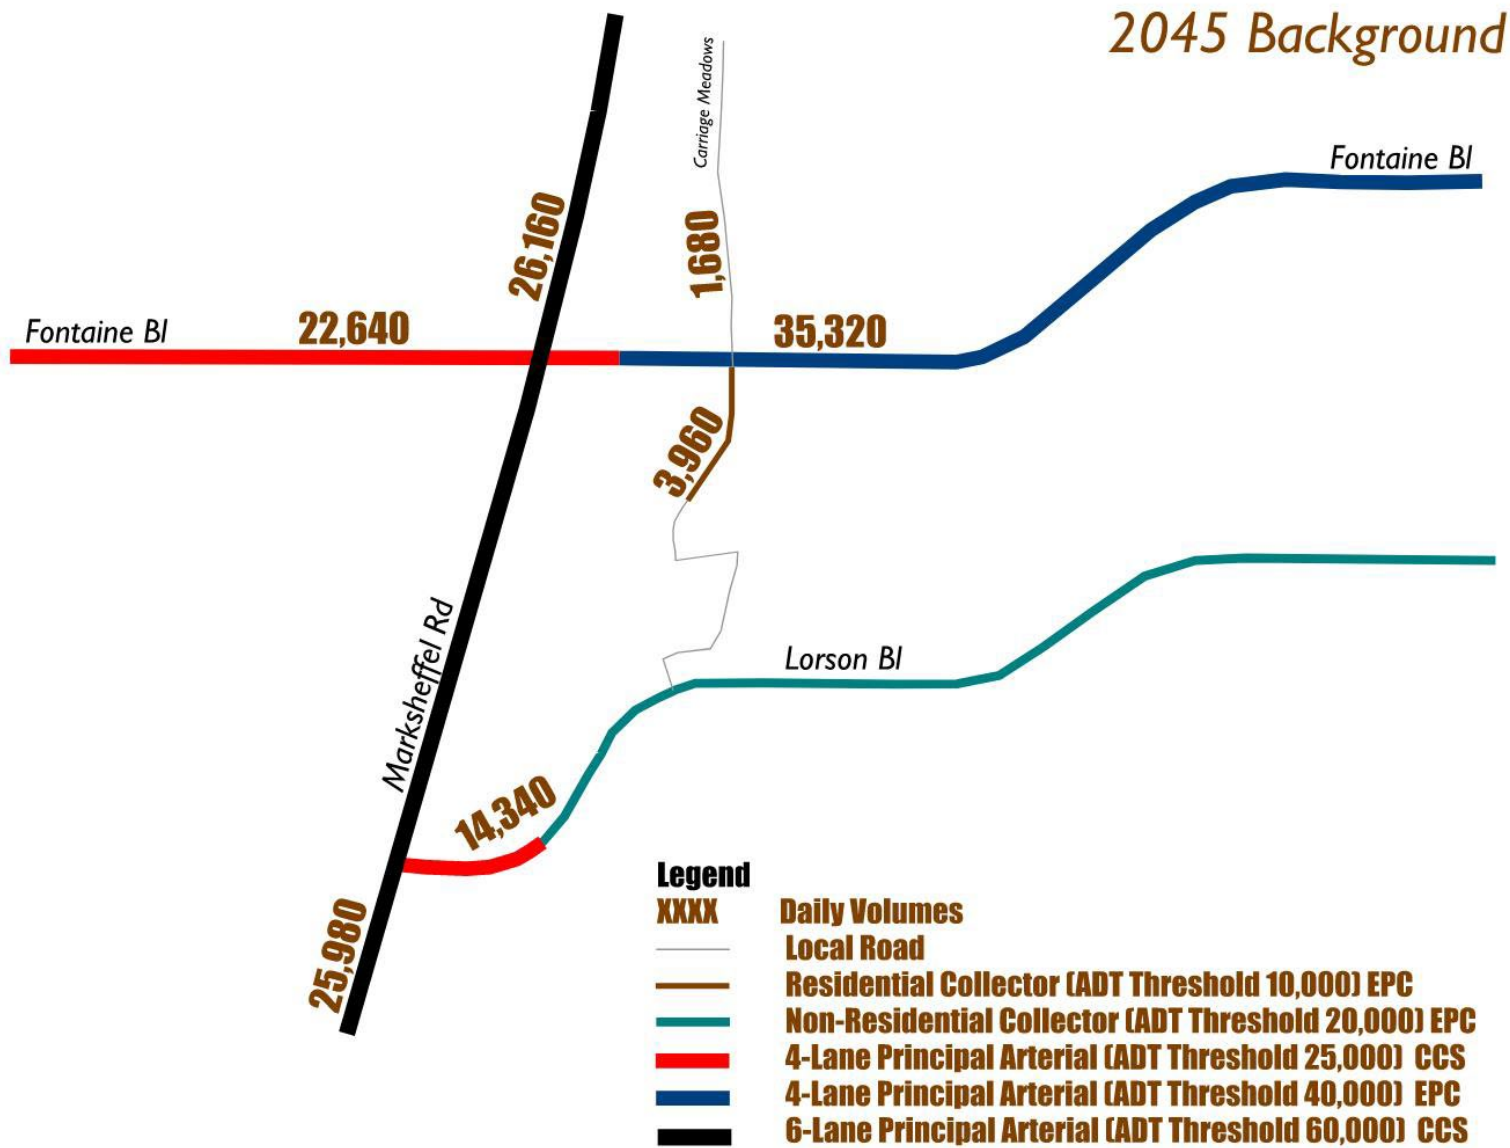 2045 Background
Carriage Meadows
Fontaine Bl
26,160
1,680
Fontaine Bl
22,640
35,320
3,960
Marksheffel Rd
Lorson Bl
14,340
25,980
Legend
XXXX Daily Volumes
Local Road
Residential Collector (ADT Threshold 10,000) EPC
Non-Residential Collector (ADT Threshold 20,000) EPC
4-Lane Principal Arterial (ADT Threshold 25,000) CCS
4-Lane Principal Arterial (ADT Threshold 40,000) EPC
6-Lane Principal Arterial (ADT Threshold 60,000) CCS